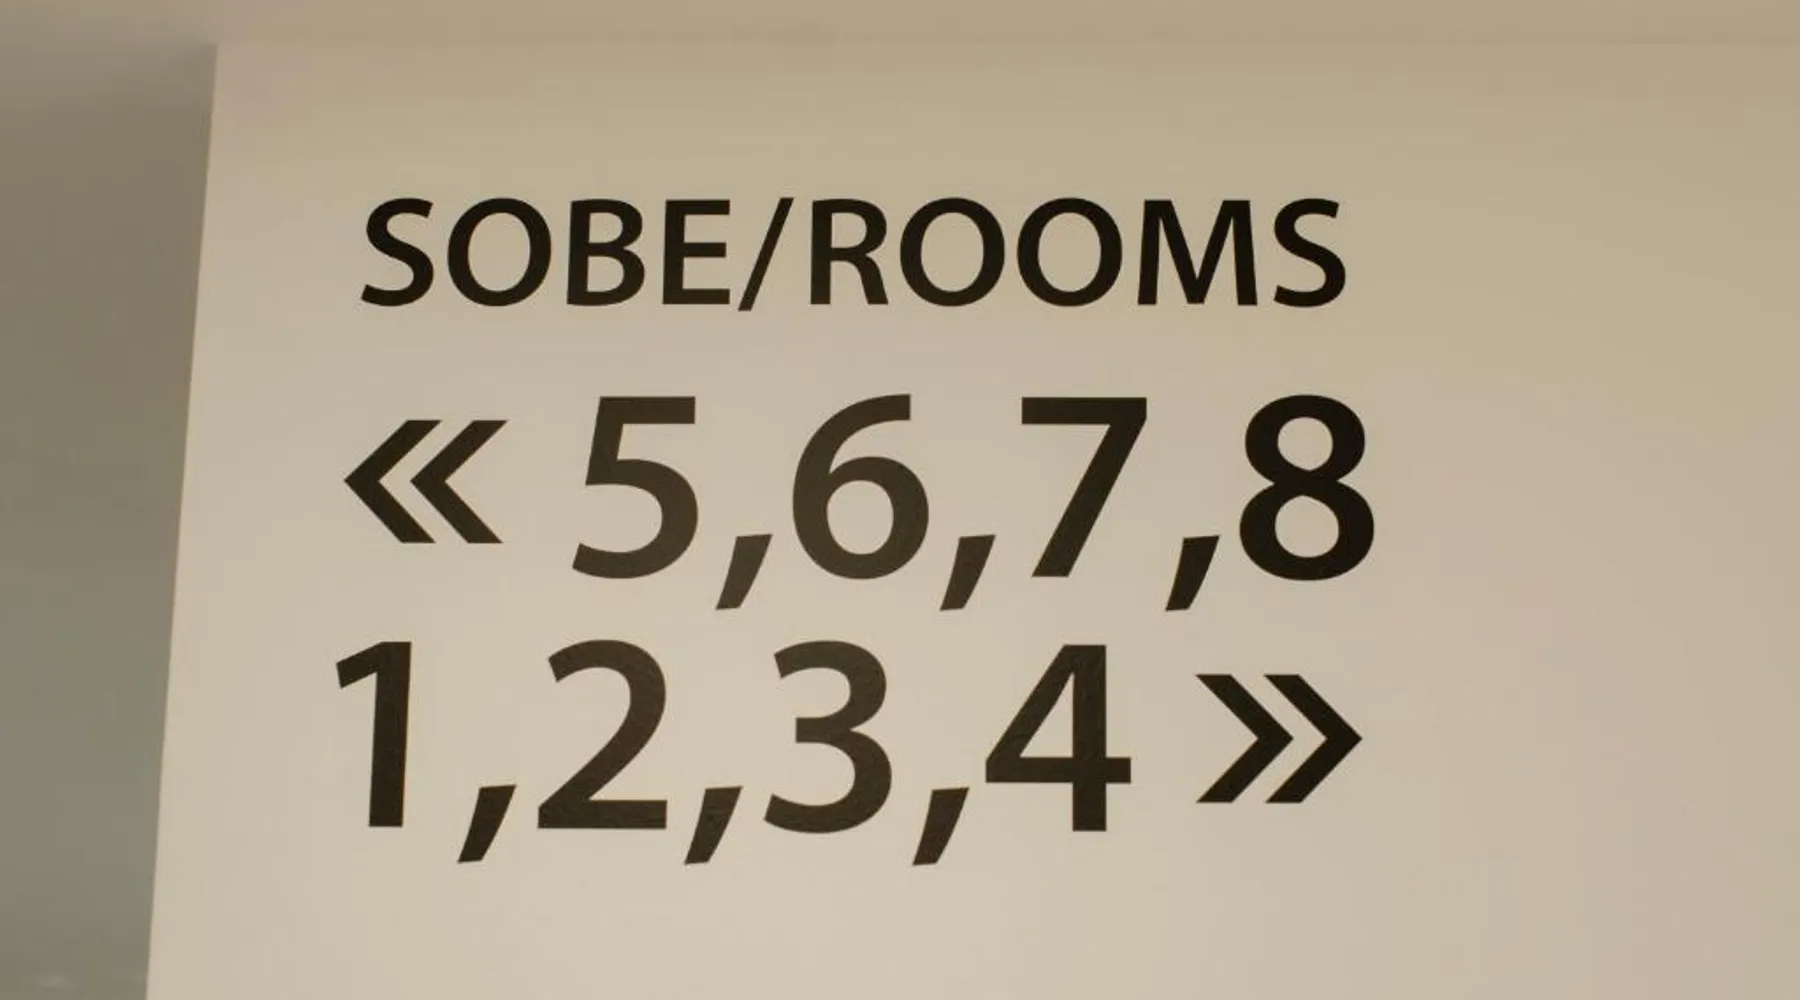 SOBE/ROOMS
« 5,6,7,8
1,2,3,4 »